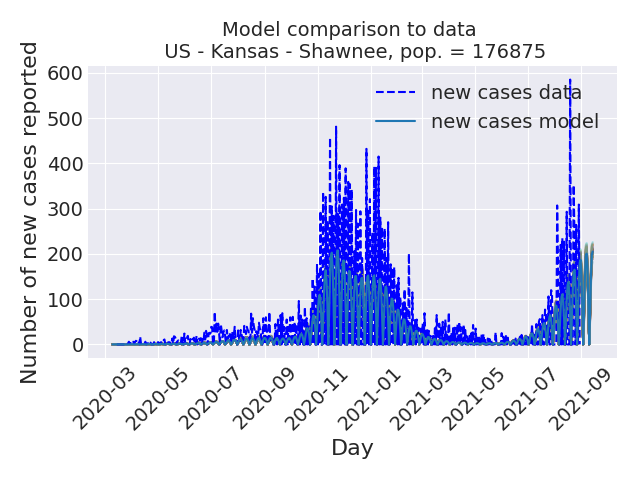 Model comparison to data
US - Kansas - Shawnee, pop. = 176875
Number of new cases reported
600
500
400
300
200
100
0
new cases data
new cases model
2020-03
2020-05
2020-07
2020-09
2020-11
2021-01
2021-03
2021-05
2021-07
2021-09
Day